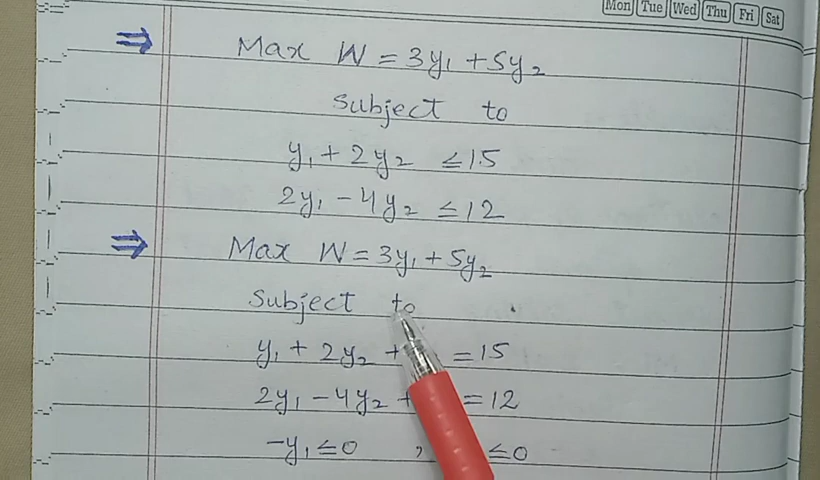 Mon Tue Wed Thu Fri Sat
⇒ Max W = 3y₁ + 5y₂
Subject to
y₁ + 2y₂ ≤ 15
2y₁ - 4y₂ ≤ 12
⇒ Max W = 3y₁ + 5y₂
Subject to
y₁ + 2y₂ + = 15
2y₁ - 4y₂ + = 12
-y₁ ≤ 0 , ≤ 0